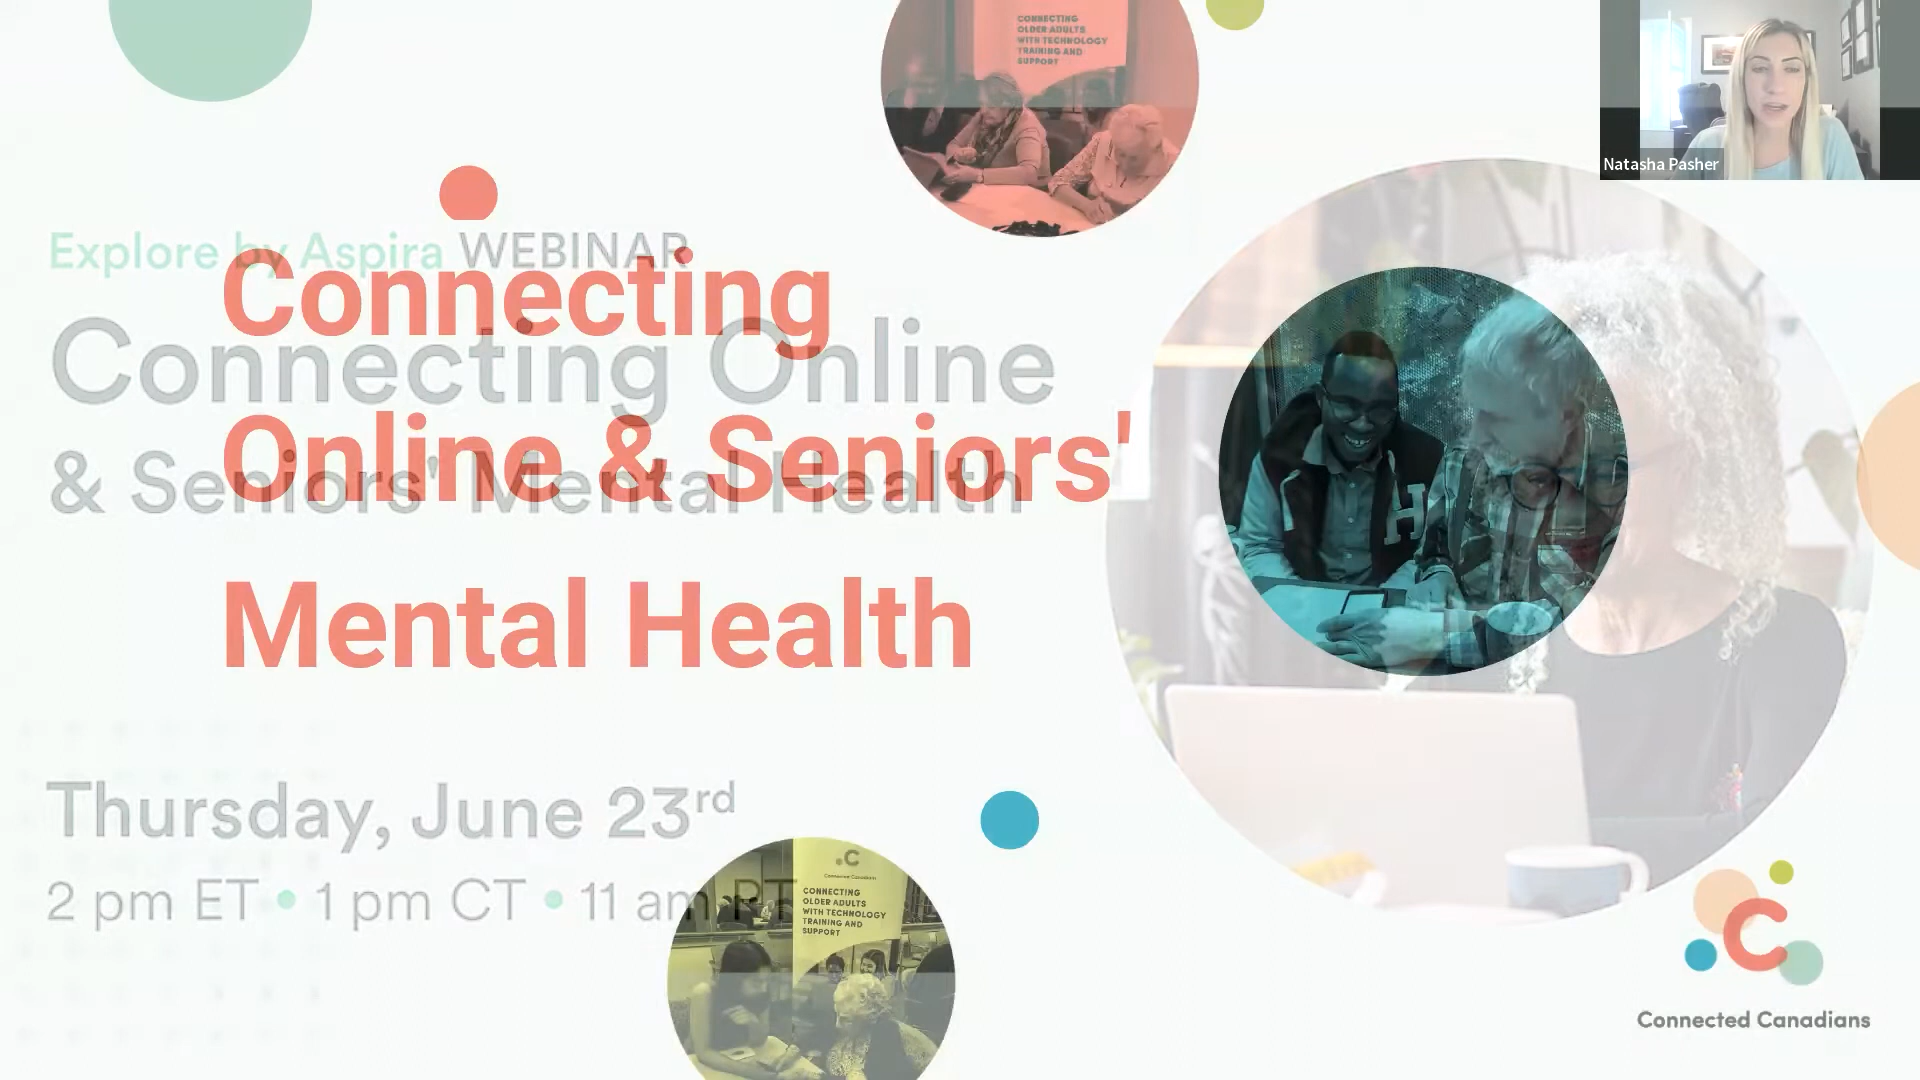 CONNECTING
OLDER ADULTS
WITH TECHNOLOGY
TRAINING AND
SUPPORT
Natasha Pasher
Explore by Aspira WEBINAR
Connecting Online
& Seniors' Mental Health
Connecting
Online & Seniors'
Mental Health
Thursday, June 23rd
2 pm ET • 1 pm CT • 11 am PT
.C
Connected Canadians
CONNECTING
OLDER ADULTS
WITH TECHNOLOGY
TRAINING AND
SUPPORT
H
C
Connected Canadians